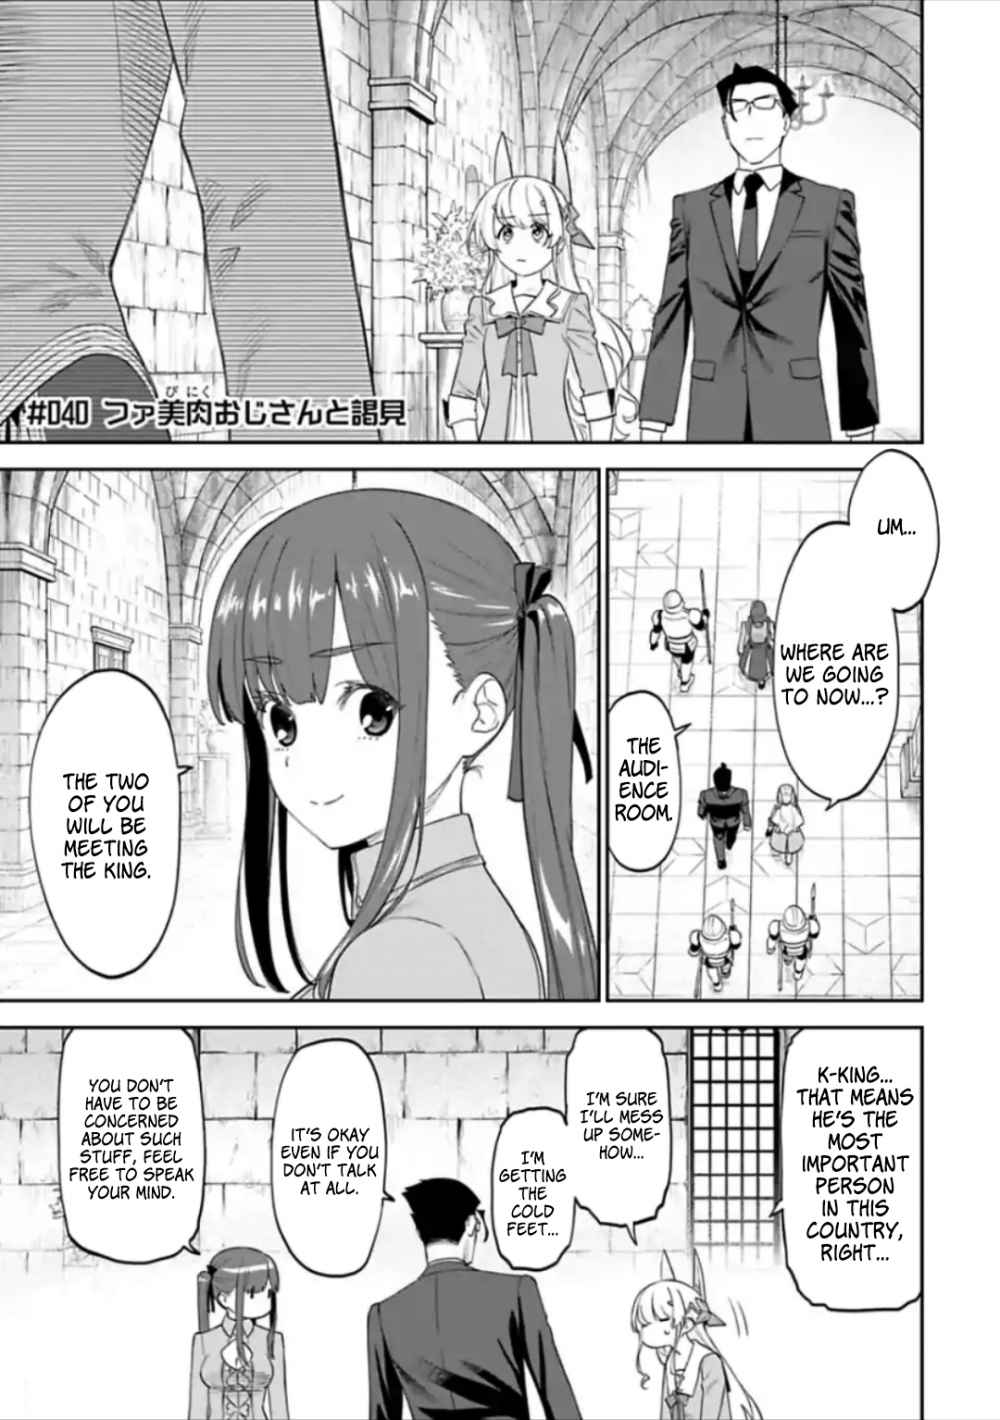 #040 ファ美肉おじさんと謁見
びにく
UM...
WHERE ARE
WE GOING
TO NOW...?
THE
AUDI-
ENCE
ROOM.
THE TWO
OF YOU
WILL BE
MEETING
THE KING.
K-KING...
THAT MEANS
HE'S THE
MOST
IMPORTANT
PERSON
IN THIS
COUNTRY,
RIGHT...
I'M SURE
I'LL MESS
UP SOME-
HOW...
I'M
GETTING
THE
COLD
FEET...
IT'S OKAY
EVEN IF YOU
DON'T TALK
AT ALL.
YOU DON'T
HAVE TO BE
CONCERNED
ABOUT SUCH
STUFF, FEEL
FREE TO SPEAK
YOUR MIND.